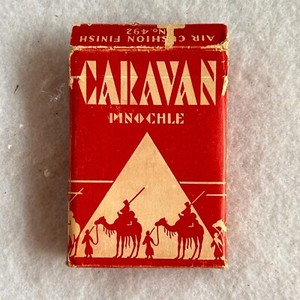 AIR CUSHION FINISH
No. 492
CARAVAN
PINOCHLE